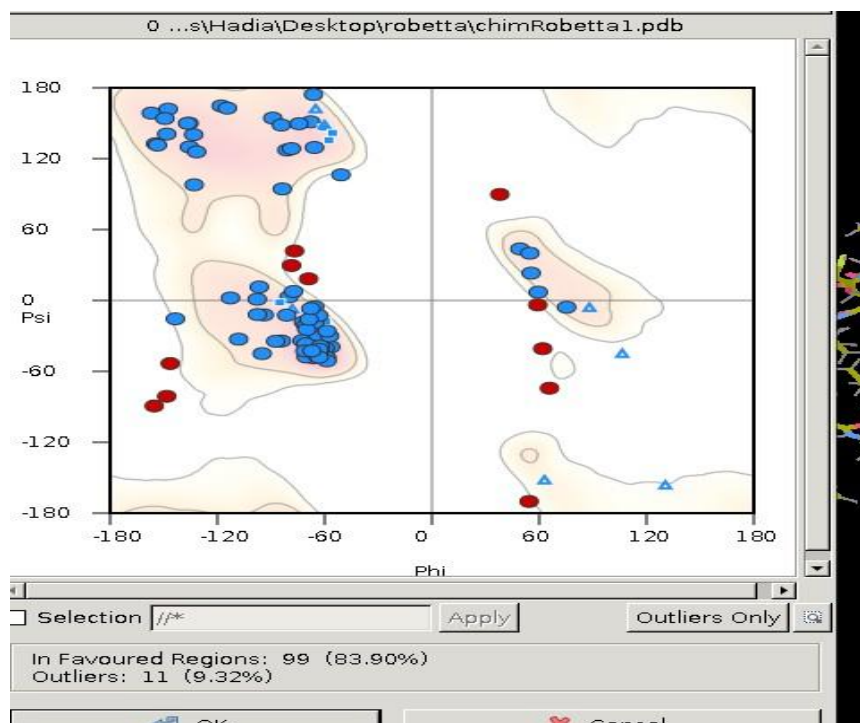 0 ...s\Hadia\Desktop\robetta\chimRobetta1.pdb
180
120
60
0
Psi
-60
-120
-180
-180 -120 -60 0 60 120 180
Phi
Selection //* Apply Outliers Only
In Favoured Regions: 99 (83.90%)
Outliers: 11 (9.32%)
OK Cancel